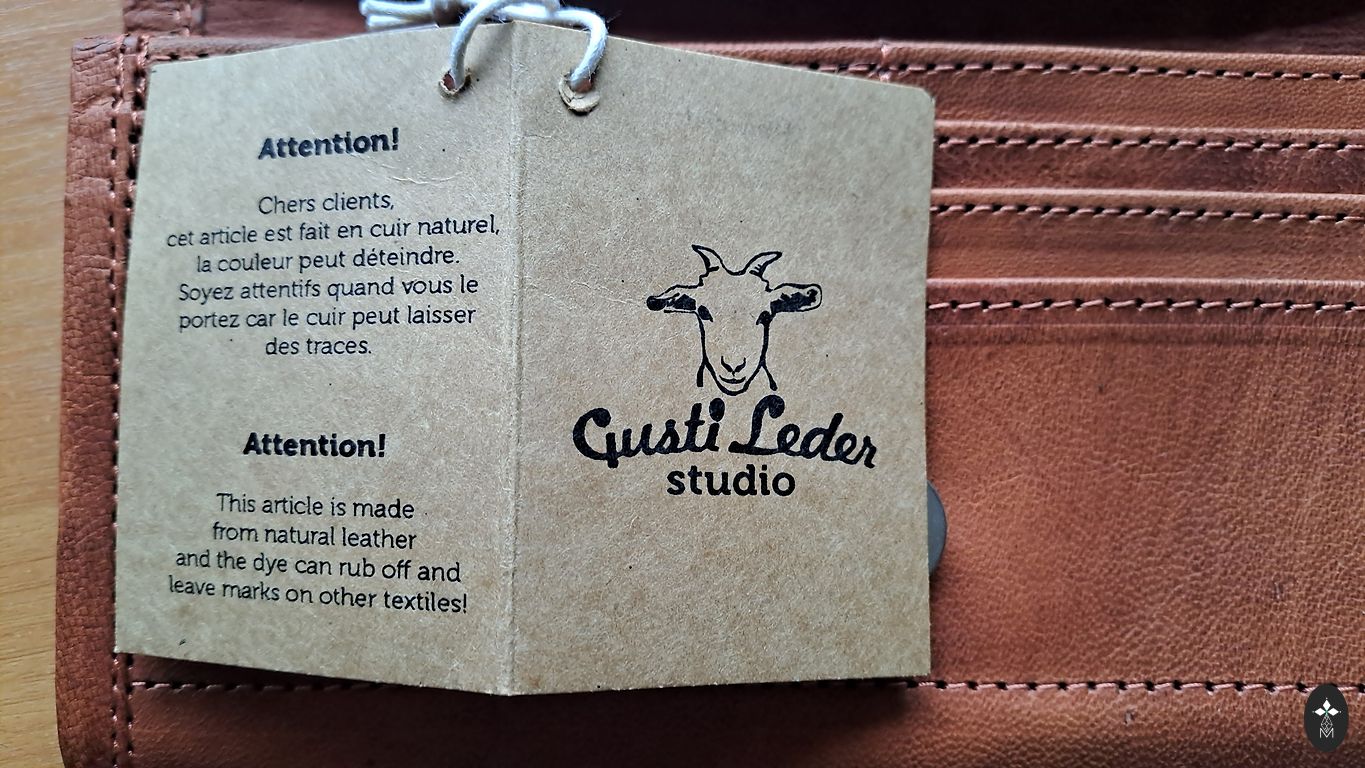 Attention!
Chers clients,
cet article est fait en cuir naturel,
la couleur peut déteindre.
Soyez attentifs quand vous le
portez car le cuir peut laisser
des traces.
Attention!
This article is made
from natural leather
and the dye can rub off and
leave marks on other textiles!
Gusti Leder
studio
M